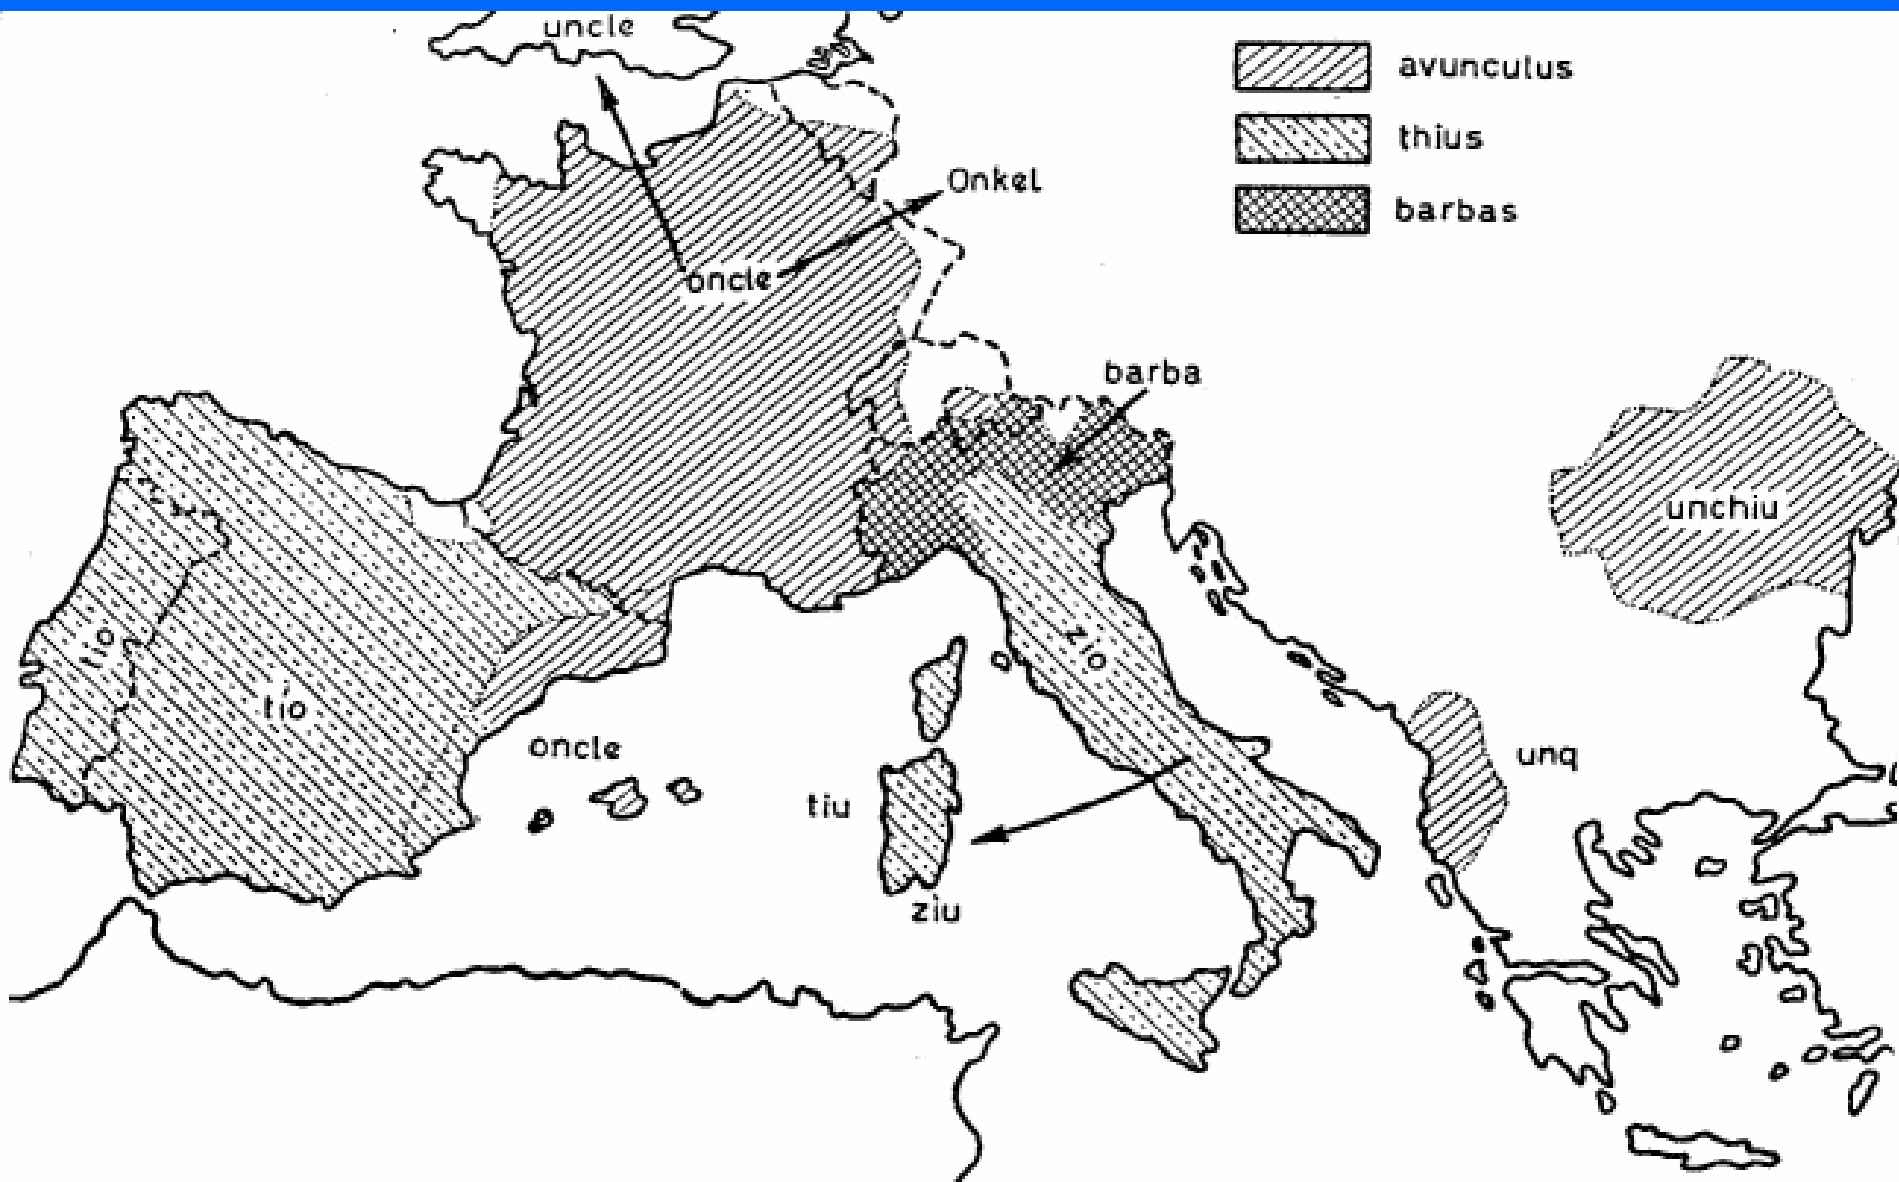 uncle
avunculus
thius
barbas
Onkel
oncle
barba
unchiu
tio
tio
zio
oncle
unq
tiu
ziu